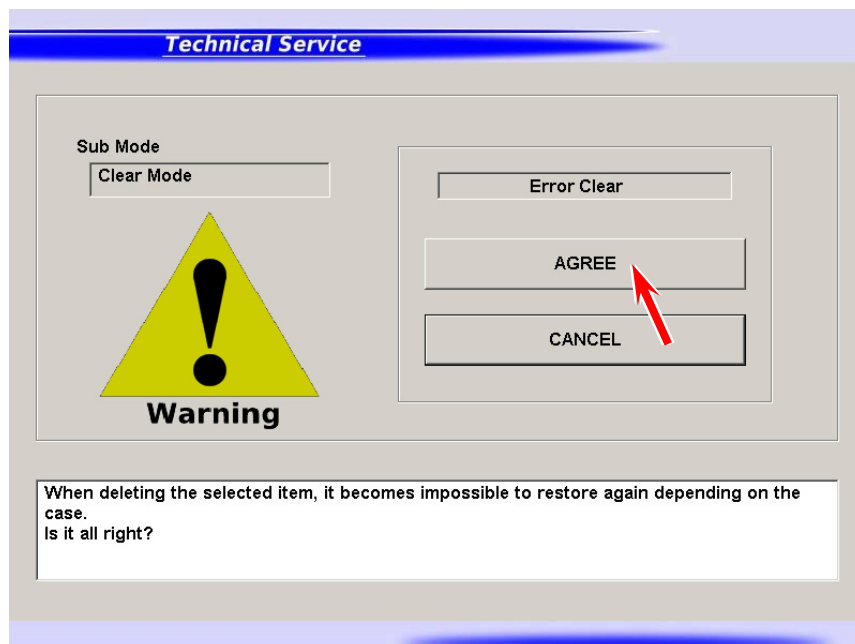 Technical Service
Sub Mode
Clear Mode
Error Clear
AGREE
CANCEL
Warning
When deleting the selected item, it becomes impossible to restore again depending on the
case.
Is it all right?